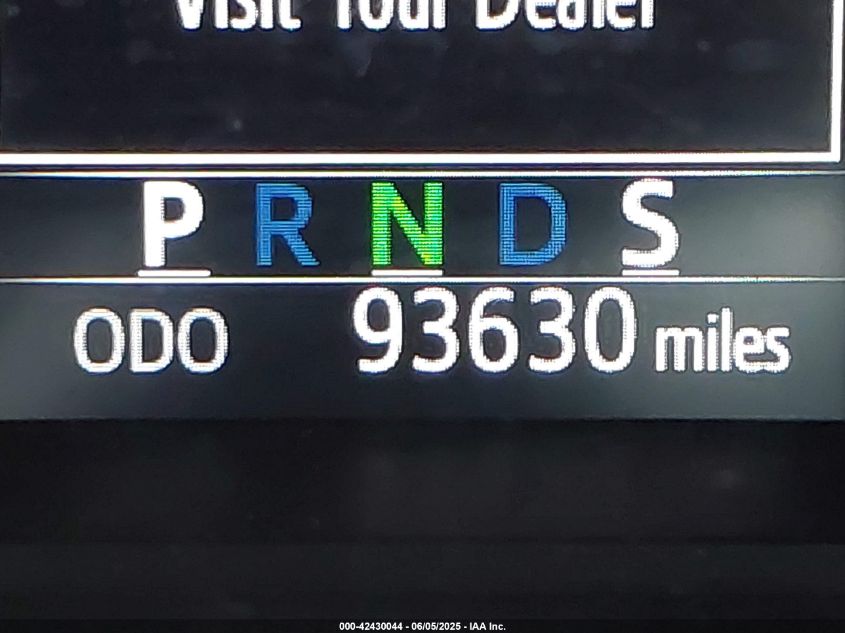 Visit Your Dealer
P R N D S
ODO 93630 miles
000-42430044 - 06/05/2025 - IAA Inc.